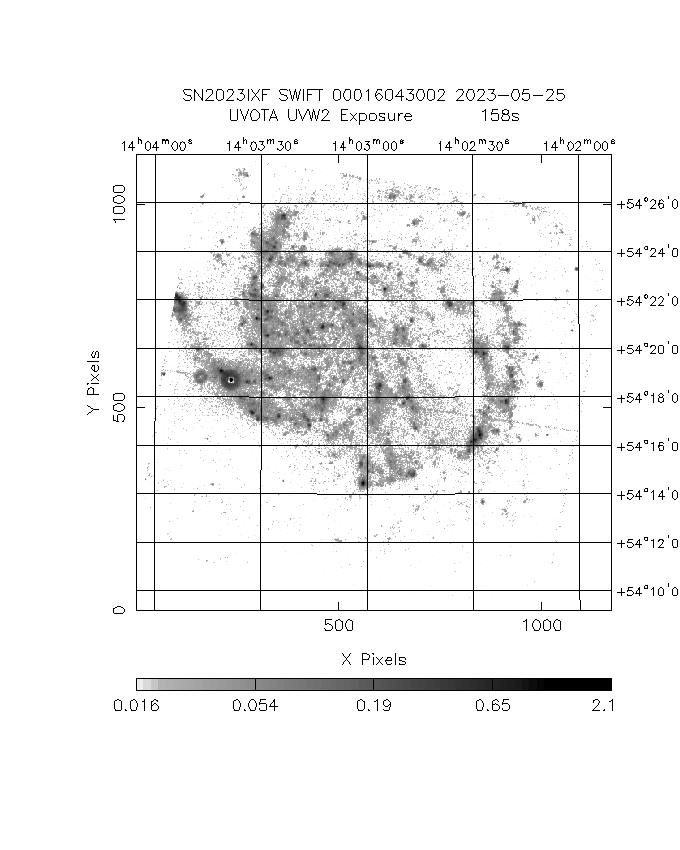 SN2023IXF SWIFT 00016043002 2023-05-25
UVOTA UVW2 Exposure 158s
14ʰ04ᵐ00ˢ 14ʰ03ᵐ30ˢ 14ʰ03ᵐ00ˢ 14ʰ02ᵐ30ˢ 14ʰ02ᵐ00ˢ
1000
+54°26'0
+54°24'0
+54°22'0
+54°20'0
Y Pixels
500
+54°18'0
+54°16'0
+54°14'0
+54°12'0
+54°10'0
0
500 1000
X Pixels
0.016 0.054 0.19 0.65 2.1